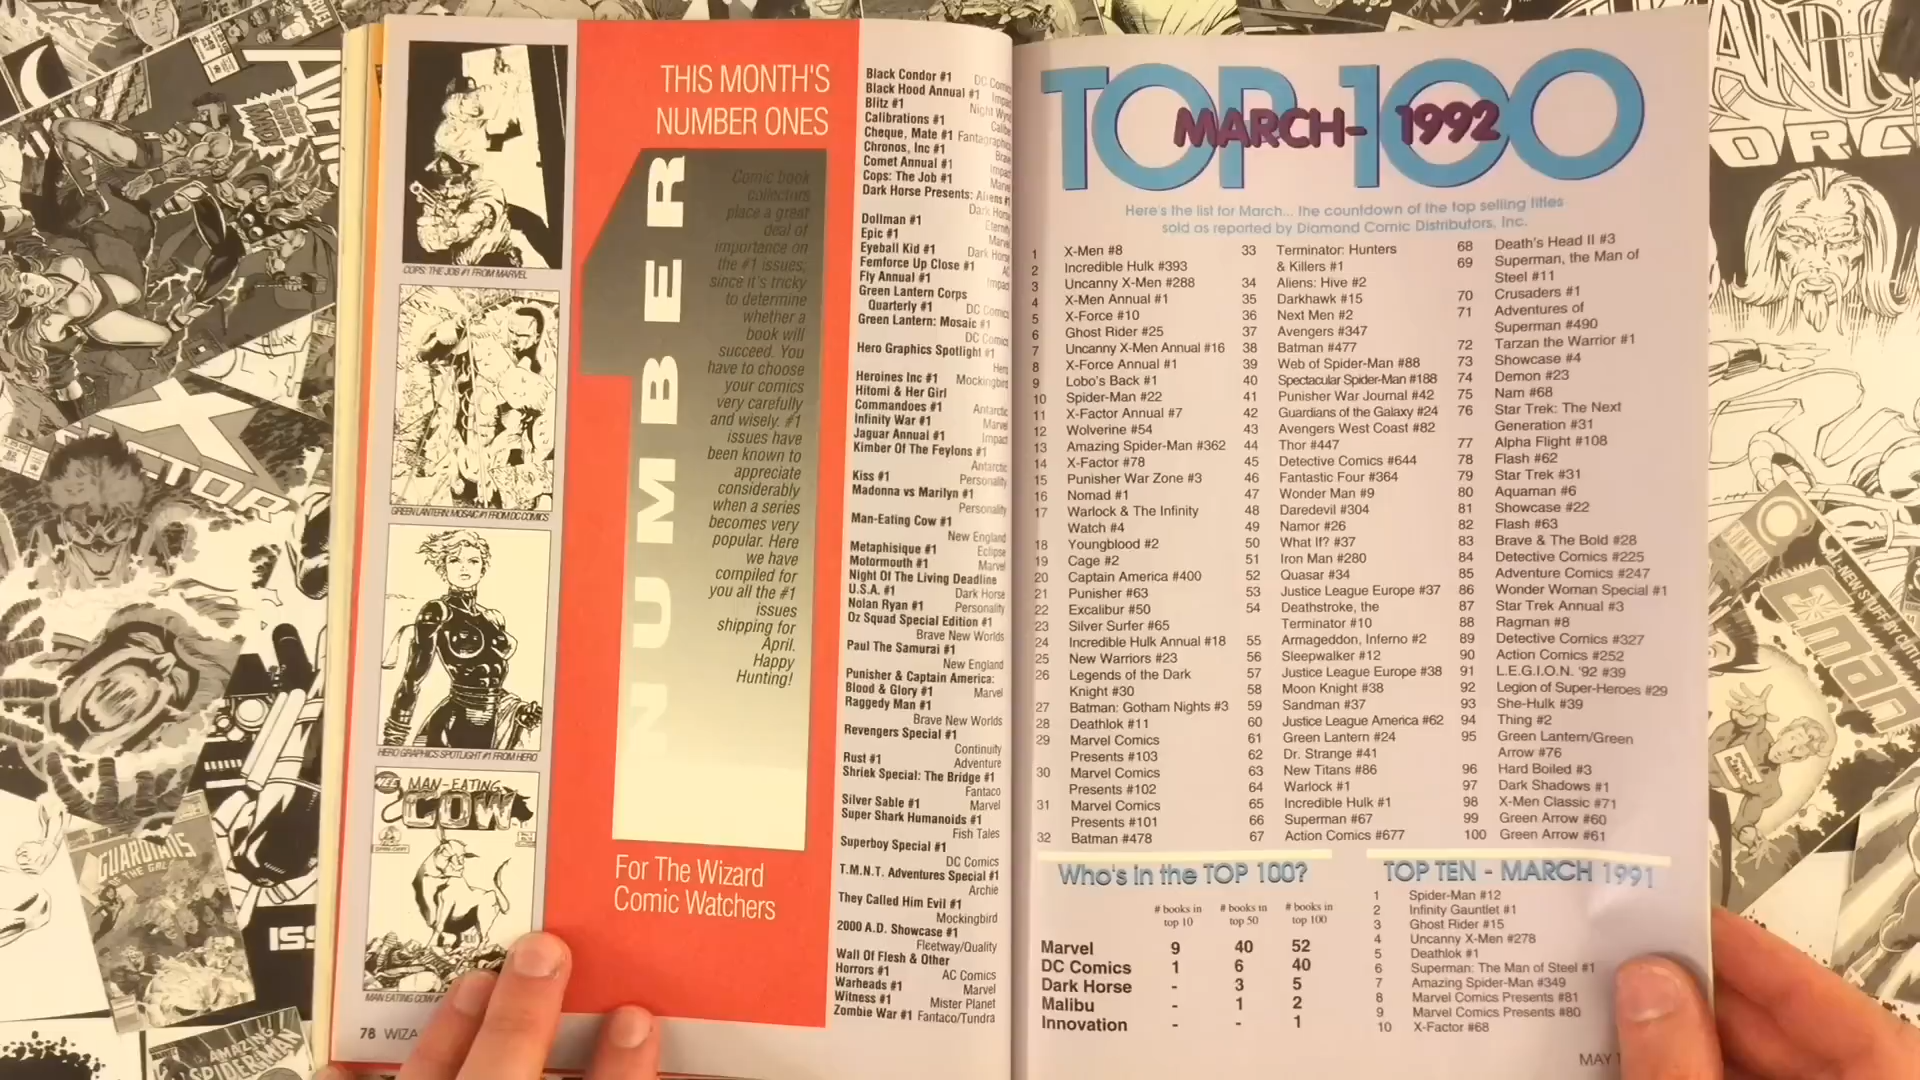 COPS: THE JOB #1 FROM MARVEL
GREEN LANTERN: MOSAIC #1 FROM DC COMICS
HERO GRAPHICS SPOTLIGHT #1 FROM HERO
MAN-EATING
COW
MAN EATING COW #
78 WIZA
THIS MONTH'S
NUMBER ONES
NUMBER
Comic book
collectors
place a great
deal of
importance on
the #1 issues;
since it's tricky
to determine
whether a
book will
succeed. You
have to choose
your comics
very carefully
and wisely. #1
issues have
been known to
appreciate
considerably
when a series
becomes very
popular. Here
we have
compiled for
you all the #1
issues
shipping for
April.
Happy
Hunting!
For The Wizard
Comic Watchers
Black Condor #1 DC Comics
Black Hood Annual #1 Impact
Blitz #1 Night Wynd
Calibrations #1 Caliber
Cheque, Mate #1 Fantagraphics
Chronos, Inc #1 Brave
Comet Annual #1 Impact
Cops: The Job #1 Marvel
Dark Horse Presents: Aliens #1
Dark Horse
Dollman #1 Eternity
Epic #1 Marvel
Eyeball Kid #1 Dark Horse
Femforce Up Close #1 AC
Fly Annual #1 Impact
Green Lantern Corps
Quarterly #1 DC Comics
Green Lantern: Mosaic #1
DC Comics
Hero Graphics Spotlight #1
Hero
Heroines Inc #1 Mockingbird
Hitomi & Her Girl
Commandoes #1 Antarctic
Infinity War #1 Marvel
Jaguar Annual #1 Impact
Kimber Of The Feylons #1
Antarctic
Kiss #1 Personality
Madonna vs Marilyn #1
Personality
Man-Eating Cow #1
New England
Metaphisique #1 Eclipse
Motormouth #1 Marvel
Night Of The Living Deadline
U.S.A. #1 Dark Horse
Nolan Ryan #1 Personality
Oz Squad Special Edition #1
Brave New Worlds
Paul The Samurai #1
New England
Punisher & Captain America:
Blood & Glory #1 Marvel
Raggedy Man #1
Brave New Worlds
Revengers Special #1
Continuity
Rust #1 Adventure
Shriek Special: The Bridge #1
Fantaco
Silver Sable #1 Marvel
Super Shark Humanoids #1
Fish Tales
Superboy Special #1
DC Comics
T.M.N.T. Adventures Special #1
Archie
They Called Him Evil #1
Mockingbird
2000 A.D. Showcase #1
Fleetway/Quality
Wall Of Flesh & Other
Horrors #1 AC Comics
Warheads #1 Marvel
Witness #1 Mister Planet
Zombie War #1 Fantaco/Tundra
TOP 100
MARCH- 1992
Here's the list for March... the countdown of the top selling titles
sold as reported by Diamond Comic Distributors, Inc.
1 X-Men #8
2 Incredible Hulk #393
3 Uncanny X-Men #288
4 X-Men Annual #1
5 X-Force #10
6 Ghost Rider #25
7 Uncanny X-Men Annual #16
8 X-Force Annual #1
9 Lobo's Back #1
10 Spider-Man #22
11 X-Factor Annual #7
12 Wolverine #54
13 Amazing Spider-Man #362
14 X-Factor #78
15 Punisher War Zone #3
16 Nomad #1
17 Warlock & The Infinity
Watch #4
18 Youngblood #2
19 Cage #2
20 Captain America #400
21 Punisher #63
22 Excalibur #50
23 Silver Surfer #65
24 Incredible Hulk Annual #18
25 New Warriors #23
26 Legends of the Dark
Knight #30
27 Batman: Gotham Nights #3
28 Deathlok #11
29 Marvel Comics
Presents #103
30 Marvel Comics
Presents #102
31 Marvel Comics
Presents #101
32 Batman #478
33 Terminator: Hunters
& Killers #1
34 Aliens: Hive #2
35 Darkhawk #15
36 Next Men #2
37 Avengers #347
38 Batman #477
39 Web of Spider-Man #88
40 Spectacular Spider-Man #188
41 Punisher War Journal #42
42 Guardians of the Galaxy #24
43 Avengers West Coast #82
44 Thor #447
45 Detective Comics #644
46 Fantastic Four #364
47 Wonder Man #9
48 Daredevil #304
49 Namor #26
50 What If? #37
51 Iron Man #280
52 Quasar #34
53 Justice League Europe #37
54 Deathstroke, the
Terminator #10
55 Armageddon, Inferno #2
56 Sleepwalker #12
57 Justice League Europe #38
58 Moon Knight #38
59 Sandman #37
60 Justice League America #62
61 Green Lantern #24
62 Dr. Strange #41
63 New Titans #86
64 Warlock #1
65 Incredible Hulk #1
66 Superman #67
67 Action Comics #677
68 Death's Head II #3
69 Superman, the Man of
Steel #11
70 Crusaders #1
71 Adventures of
Superman #490
72 Tarzan the Warrior #1
73 Showcase #4
74 Demon #23
75 Nam #68
76 Star Trek: The Next
Generation #31
77 Alpha Flight #108
78 Flash #62
79 Star Trek #31
80 Aquaman #6
81 Showcase #22
82 Flash #63
83 Brave & The Bold #28
84 Detective Comics #225
85 Adventure Comics #247
86 Wonder Woman Special #1
87 Star Trek Annual #3
88 Ragman #8
89 Detective Comics #327
90 Action Comics #252
91 L.E.G.I.O.N. '92 #39
92 Legion of Super-Heroes #29
93 She-Hulk #39
94 Thing #2
95 Green Lantern/Green
Arrow #76
96 Hard Boiled #3
97 Dark Shadows #1
98 X-Men Classic #71
99 Green Arrow #60
100 Green Arrow #61
Who's in the TOP 100?
# books in # books in # books in
top 10 top 50 top 100
Marvel 9 40 52
DC Comics 1 6 40
Dark Horse - 3 5
Malibu - 1 2
Innovation - - 1
TOP TEN - MARCH 1991
1 Spider-Man #12
2 Infinity Gauntlet #1
3 Ghost Rider #15
4 Uncanny X-Men #278
5 Deathlok #1
6 Superman: The Man of Steel #1
7 Amazing Spider-Man #349
8 Marvel Comics Presents #81
9 Marvel Comics Presents #80
10 X-Factor #68
MAY
X
FACTOR
GUARDIANS
OF THE GALAXY
ISS
AMAZING
SPIDER-MAN
ORC
E-man